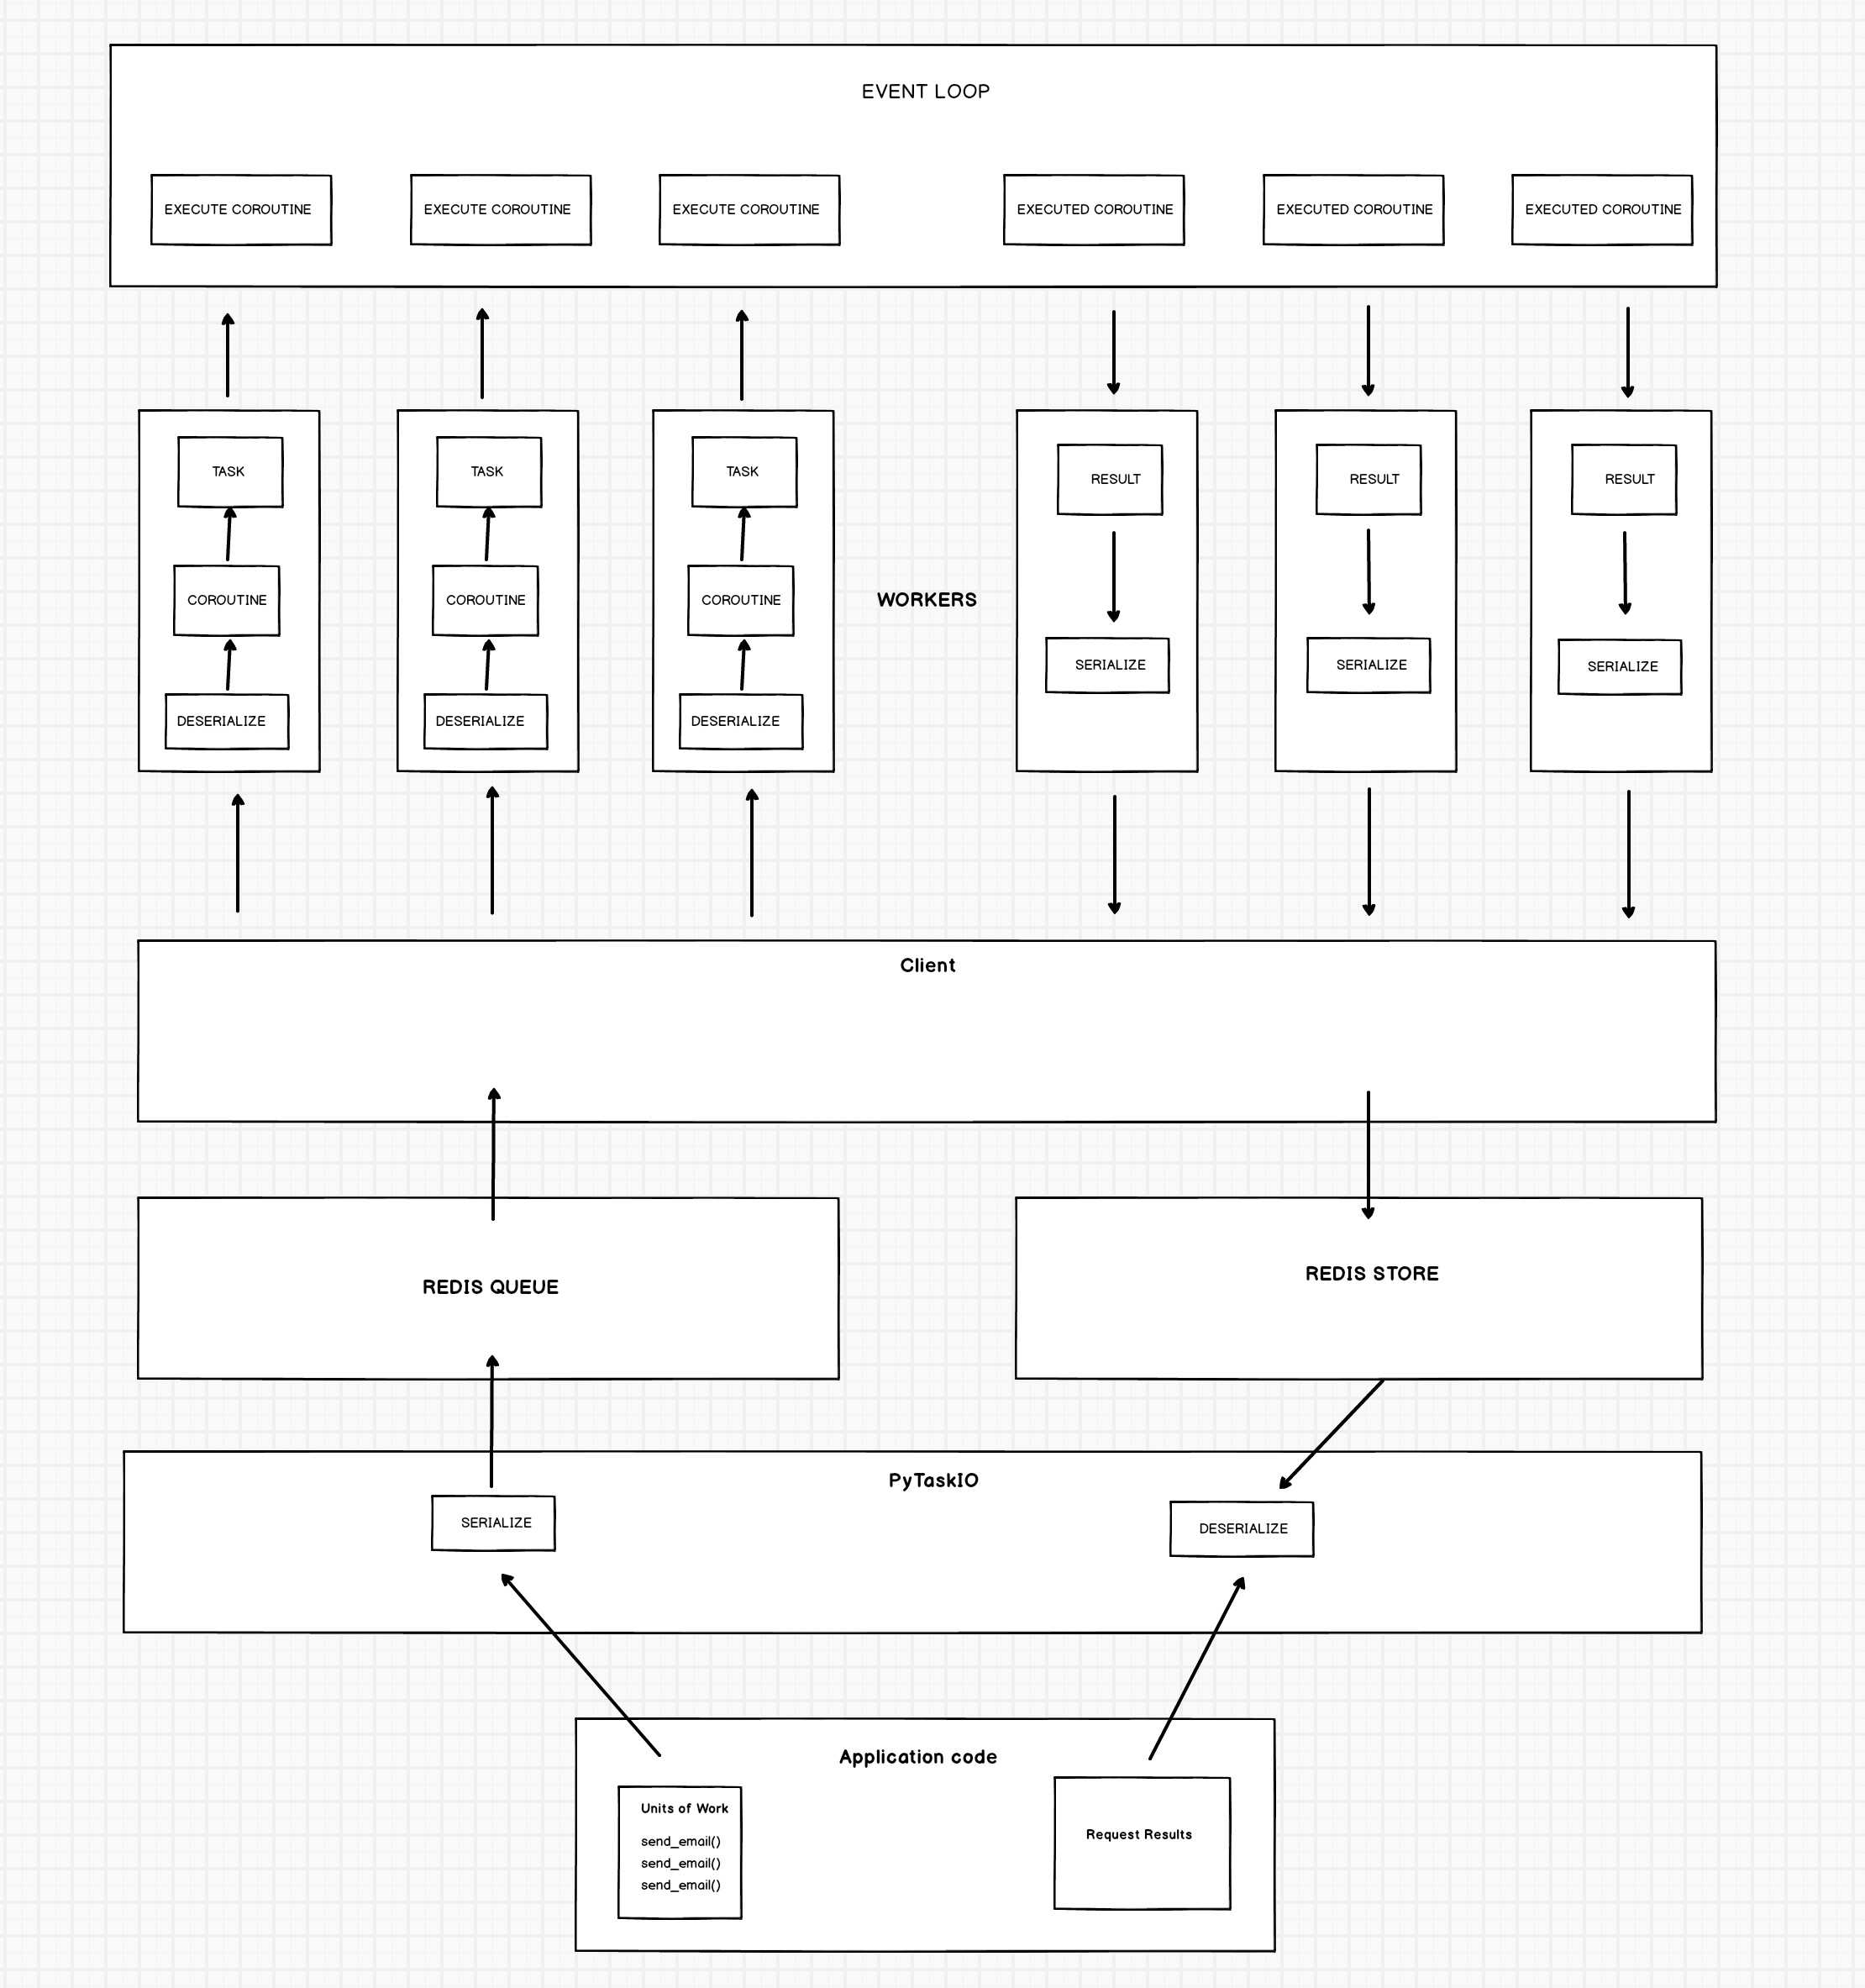 EVENT LOOP
EXECUTE COROUTINE
EXECUTE COROUTINE
EXECUTE COROUTINE
EXECUTED COROUTINE
EXECUTED COROUTINE
EXECUTED COROUTINE
TASK
TASK
TASK
RESULT
RESULT
RESULT
COROUTINE
COROUTINE
COROUTINE
WORKERS
SERIALIZE
SERIALIZE
SERIALIZE
DESERIALIZE
DESERIALIZE
DESERIALIZE
Client
REDIS QUEUE
REDIS STORE
PyTaskIO
SERIALIZE
DESERIALIZE
Application code
Units of Work
send_email()
send_email()
send_email()
Request Results